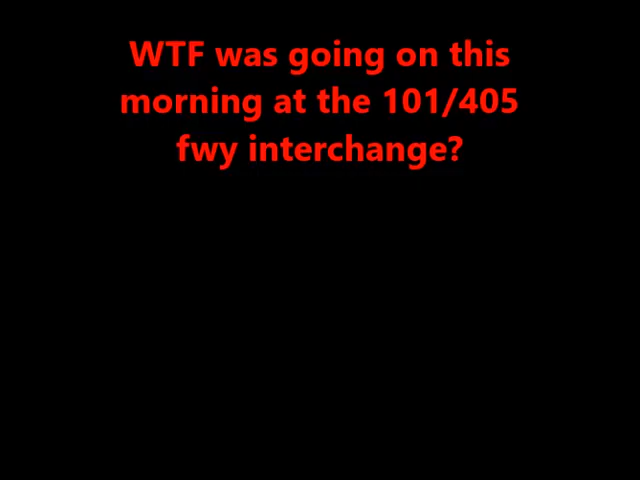 WTF was going on this
morning at the 101/405
fwy interchange?